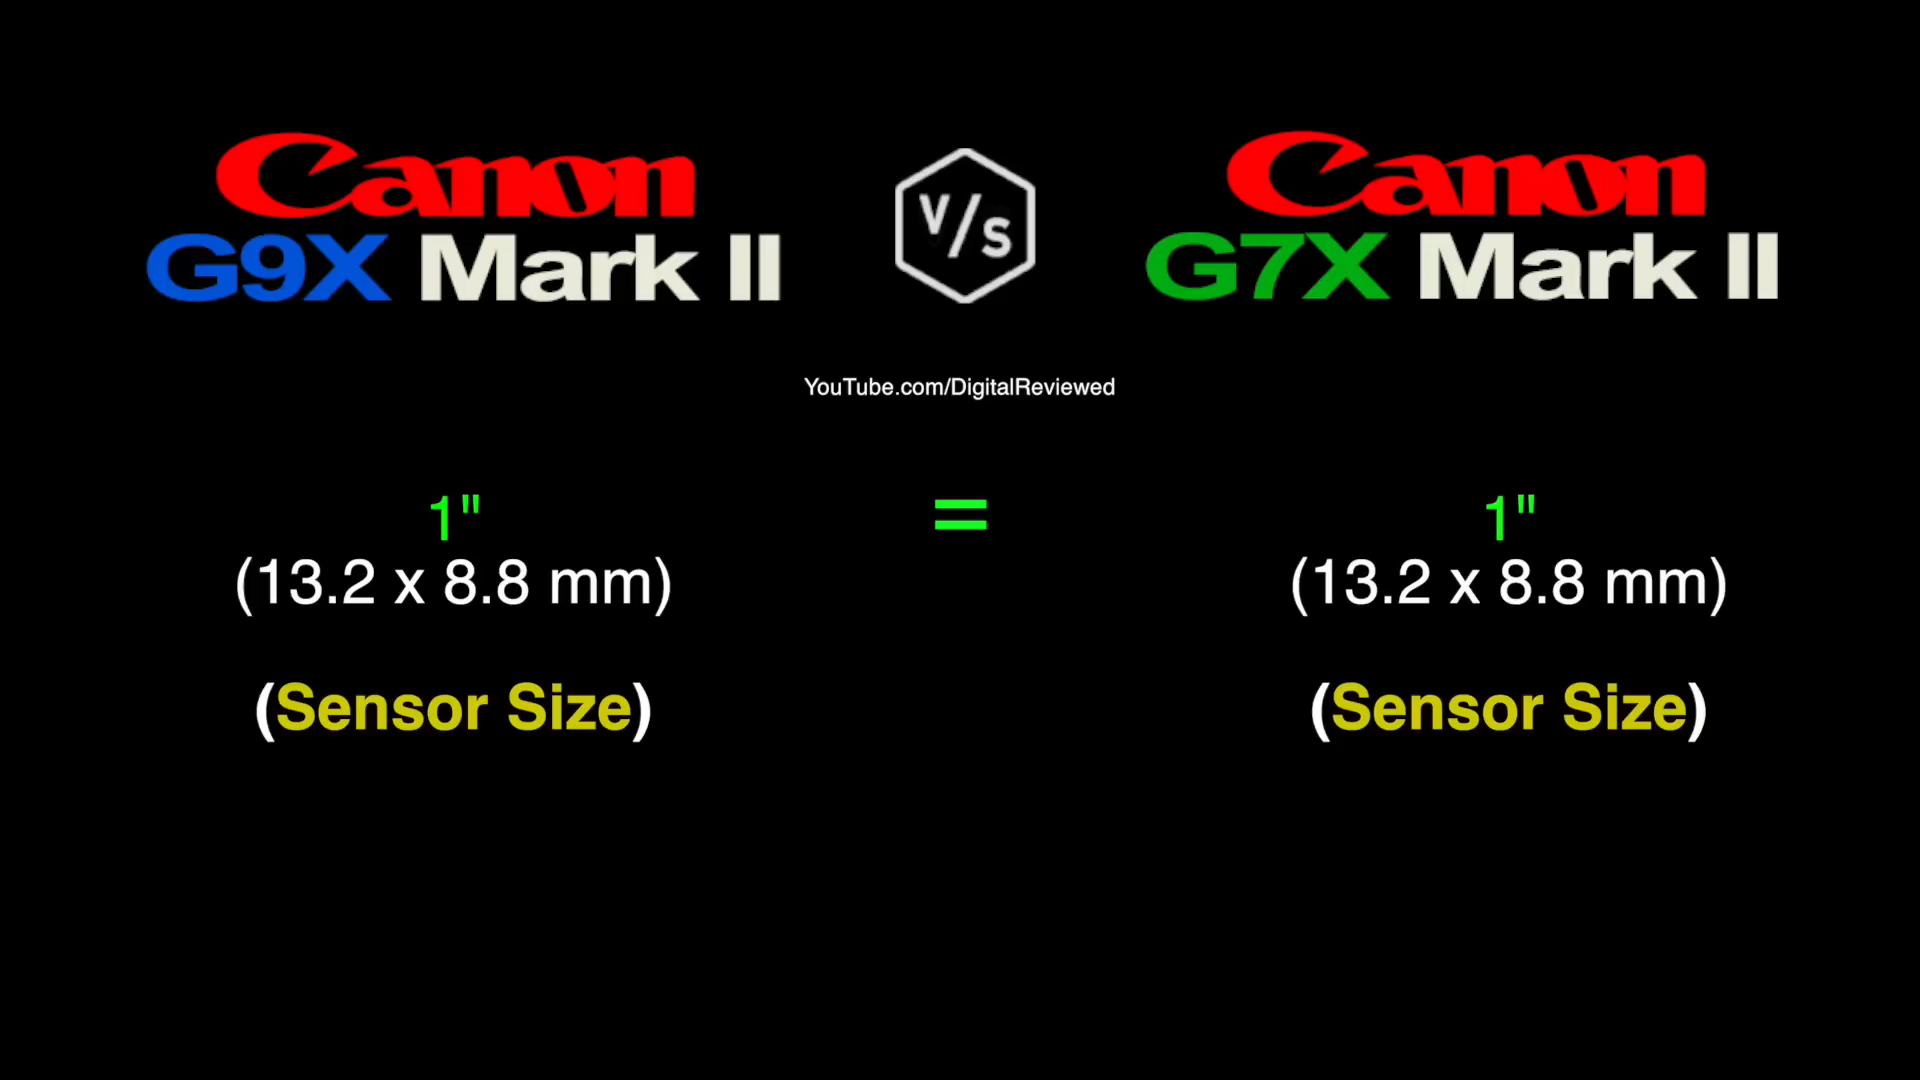 Canon
G9X Mark II
V/S
Canon
G7X Mark II
YouTube.com/DigitalReviewed
1"
(13.2 x 8.8 mm)
(Sensor Size)
=
1"
(13.2 x 8.8 mm)
(Sensor Size)